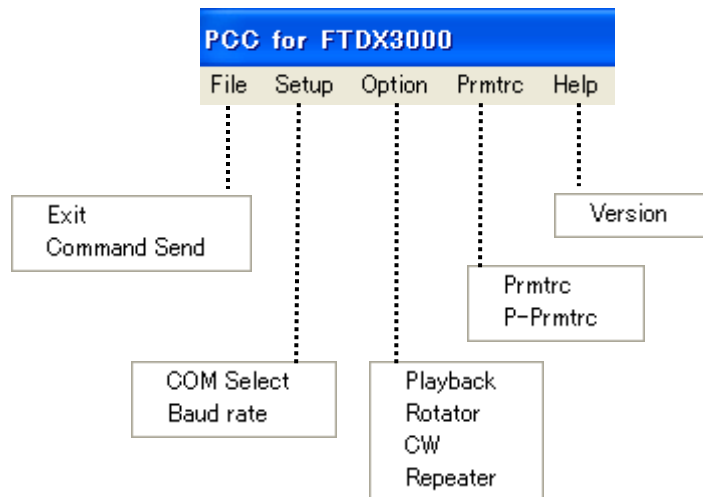 PCC for FTDX3000
File Setup Option Prmtrc Help
Exit
Command Send
Version
Prmtrc
P-Prmtrc
COM Select
Baud rate
Playback
Rotator
CW
Repeater